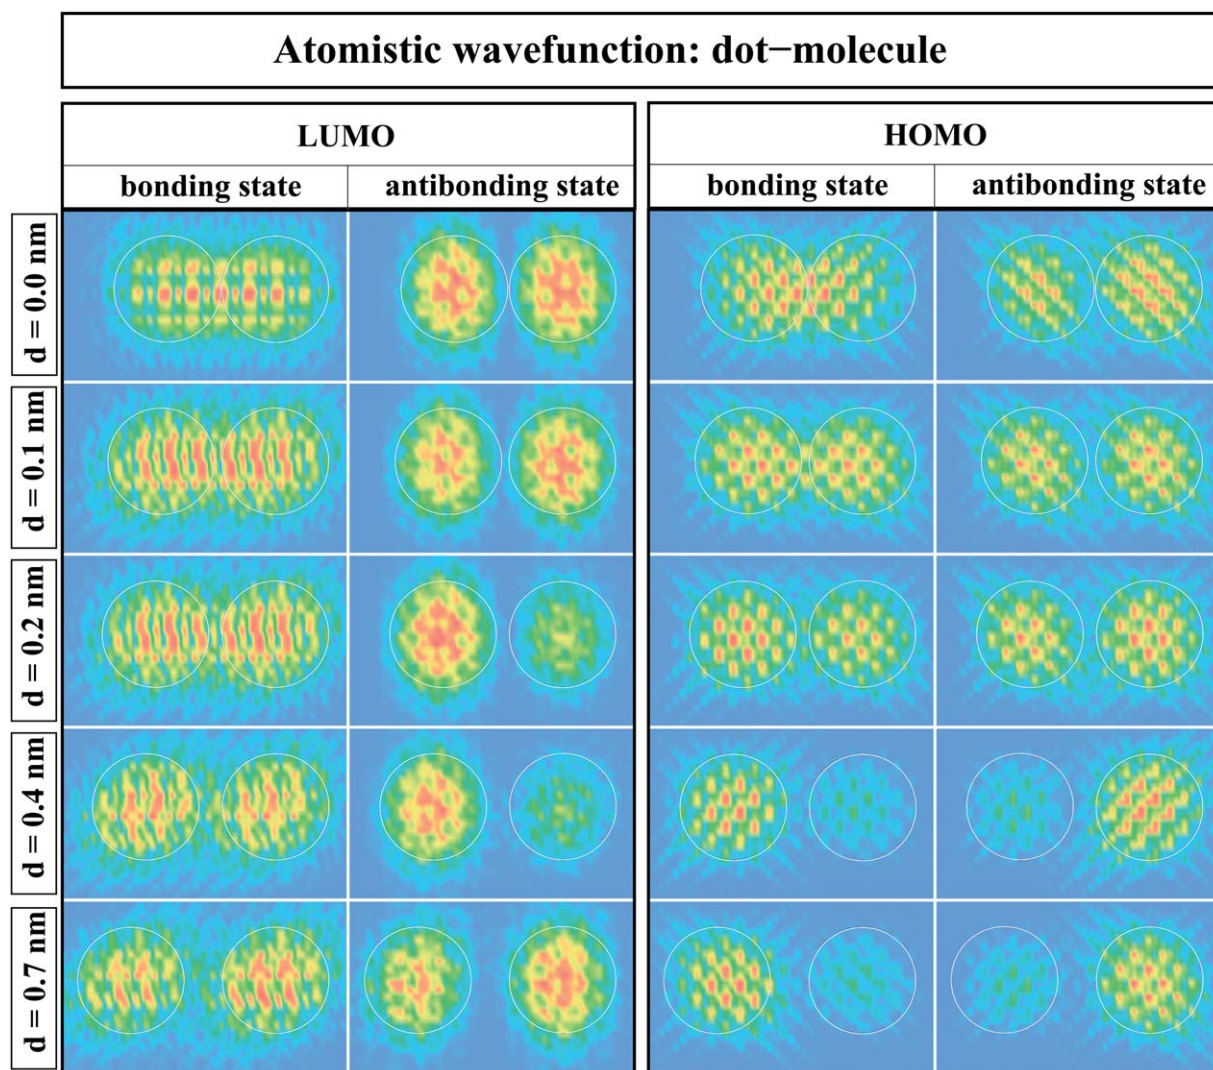 Atomistic wavefunction: dot−molecule
LUMO
HOMO
bonding state
antibonding state
bonding state
antibonding state
d = 0.0 nm
d = 0.1 nm
d = 0.2 nm
d = 0.4 nm
d = 0.7 nm